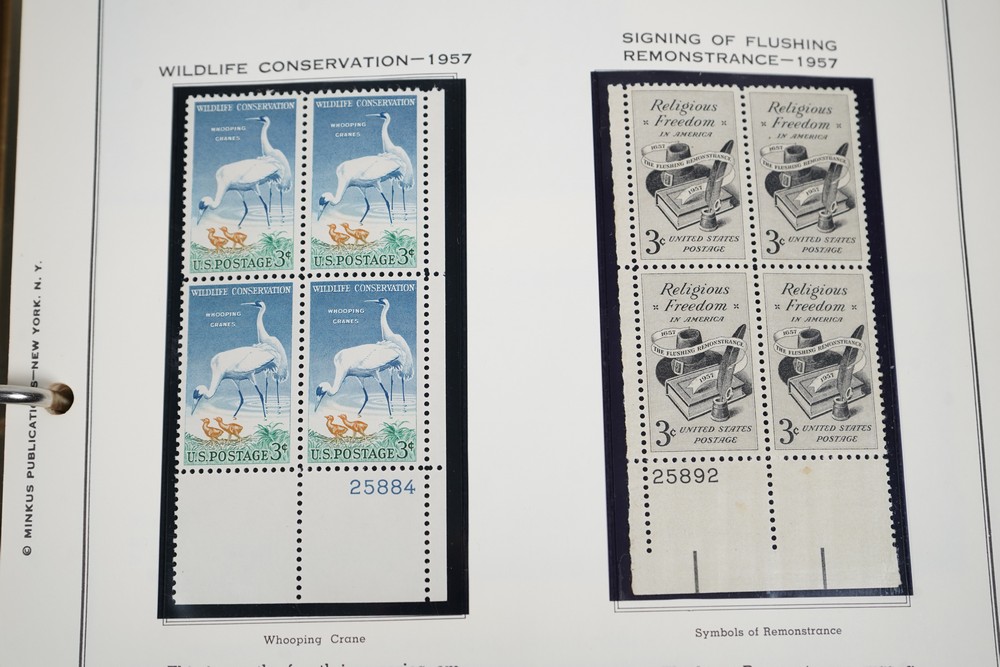 © MINKUS PUBLICATIONS—NEW YORK, N. Y.
WILDLIFE CONSERVATION—1957
WILDLIFE CONSERVATION
WHOOPING
CRANES
U.S.POSTAGE 3¢
WILDLIFE CONSERVATION
WHOOPING
CRANES
U.S.POSTAGE 3¢
WILDLIFE CONSERVATION
WHOOPING
CRANES
U.S.POSTAGE 3¢
WILDLIFE CONSERVATION
WHOOPING
CRANES
U.S.POSTAGE 3¢
25884
Whooping Crane
SIGNING OF FLUSHING
REMONSTRANCE—1957
Religious
Freedom
IN AMERICA
1657
THE FLUSHING REMONSTRANCE
1957
3¢ UNITED STATES
POSTAGE
Religious
Freedom
IN AMERICA
1657
THE FLUSHING REMONSTRANCE
1957
3¢ UNITED STATES
POSTAGE
Religious
Freedom
IN AMERICA
1657
THE FLUSHING REMONSTRANCE
1957
3¢ UNITED STATES
POSTAGE
Religious
Freedom
IN AMERICA
1657
THE FLUSHING REMONSTRANCE
1957
3¢ UNITED STATES
POSTAGE
25892
Symbols of Remonstrance